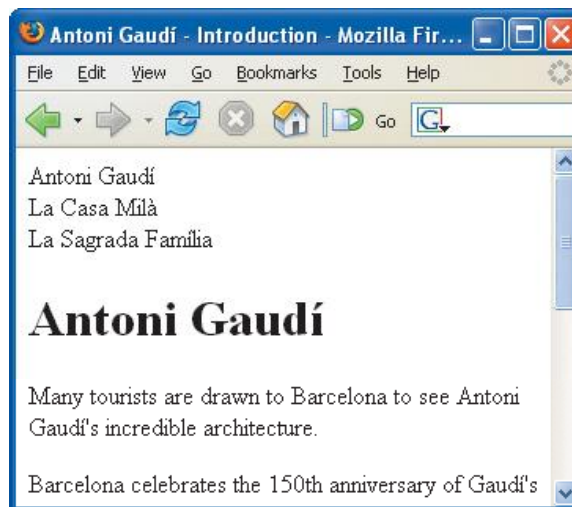 Antoni Gaudí - Introduction - Mozilla Fir...
File Edit View Go Bookmarks Tools Help
Go G
Antoni Gaudí
La Casa Milà
La Sagrada Família
Antoni Gaudí
Many tourists are drawn to Barcelona to see Antoni
Gaudí's incredible architecture.
Barcelona celebrates the 150th anniversary of Gaudí's